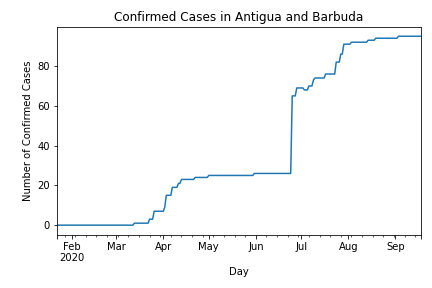 Confirmed Cases in Antigua and Barbuda
Number of Confirmed Cases
80
60
40
20
0
Feb Mar Apr May Jun Jul Aug Sep
2020
Day